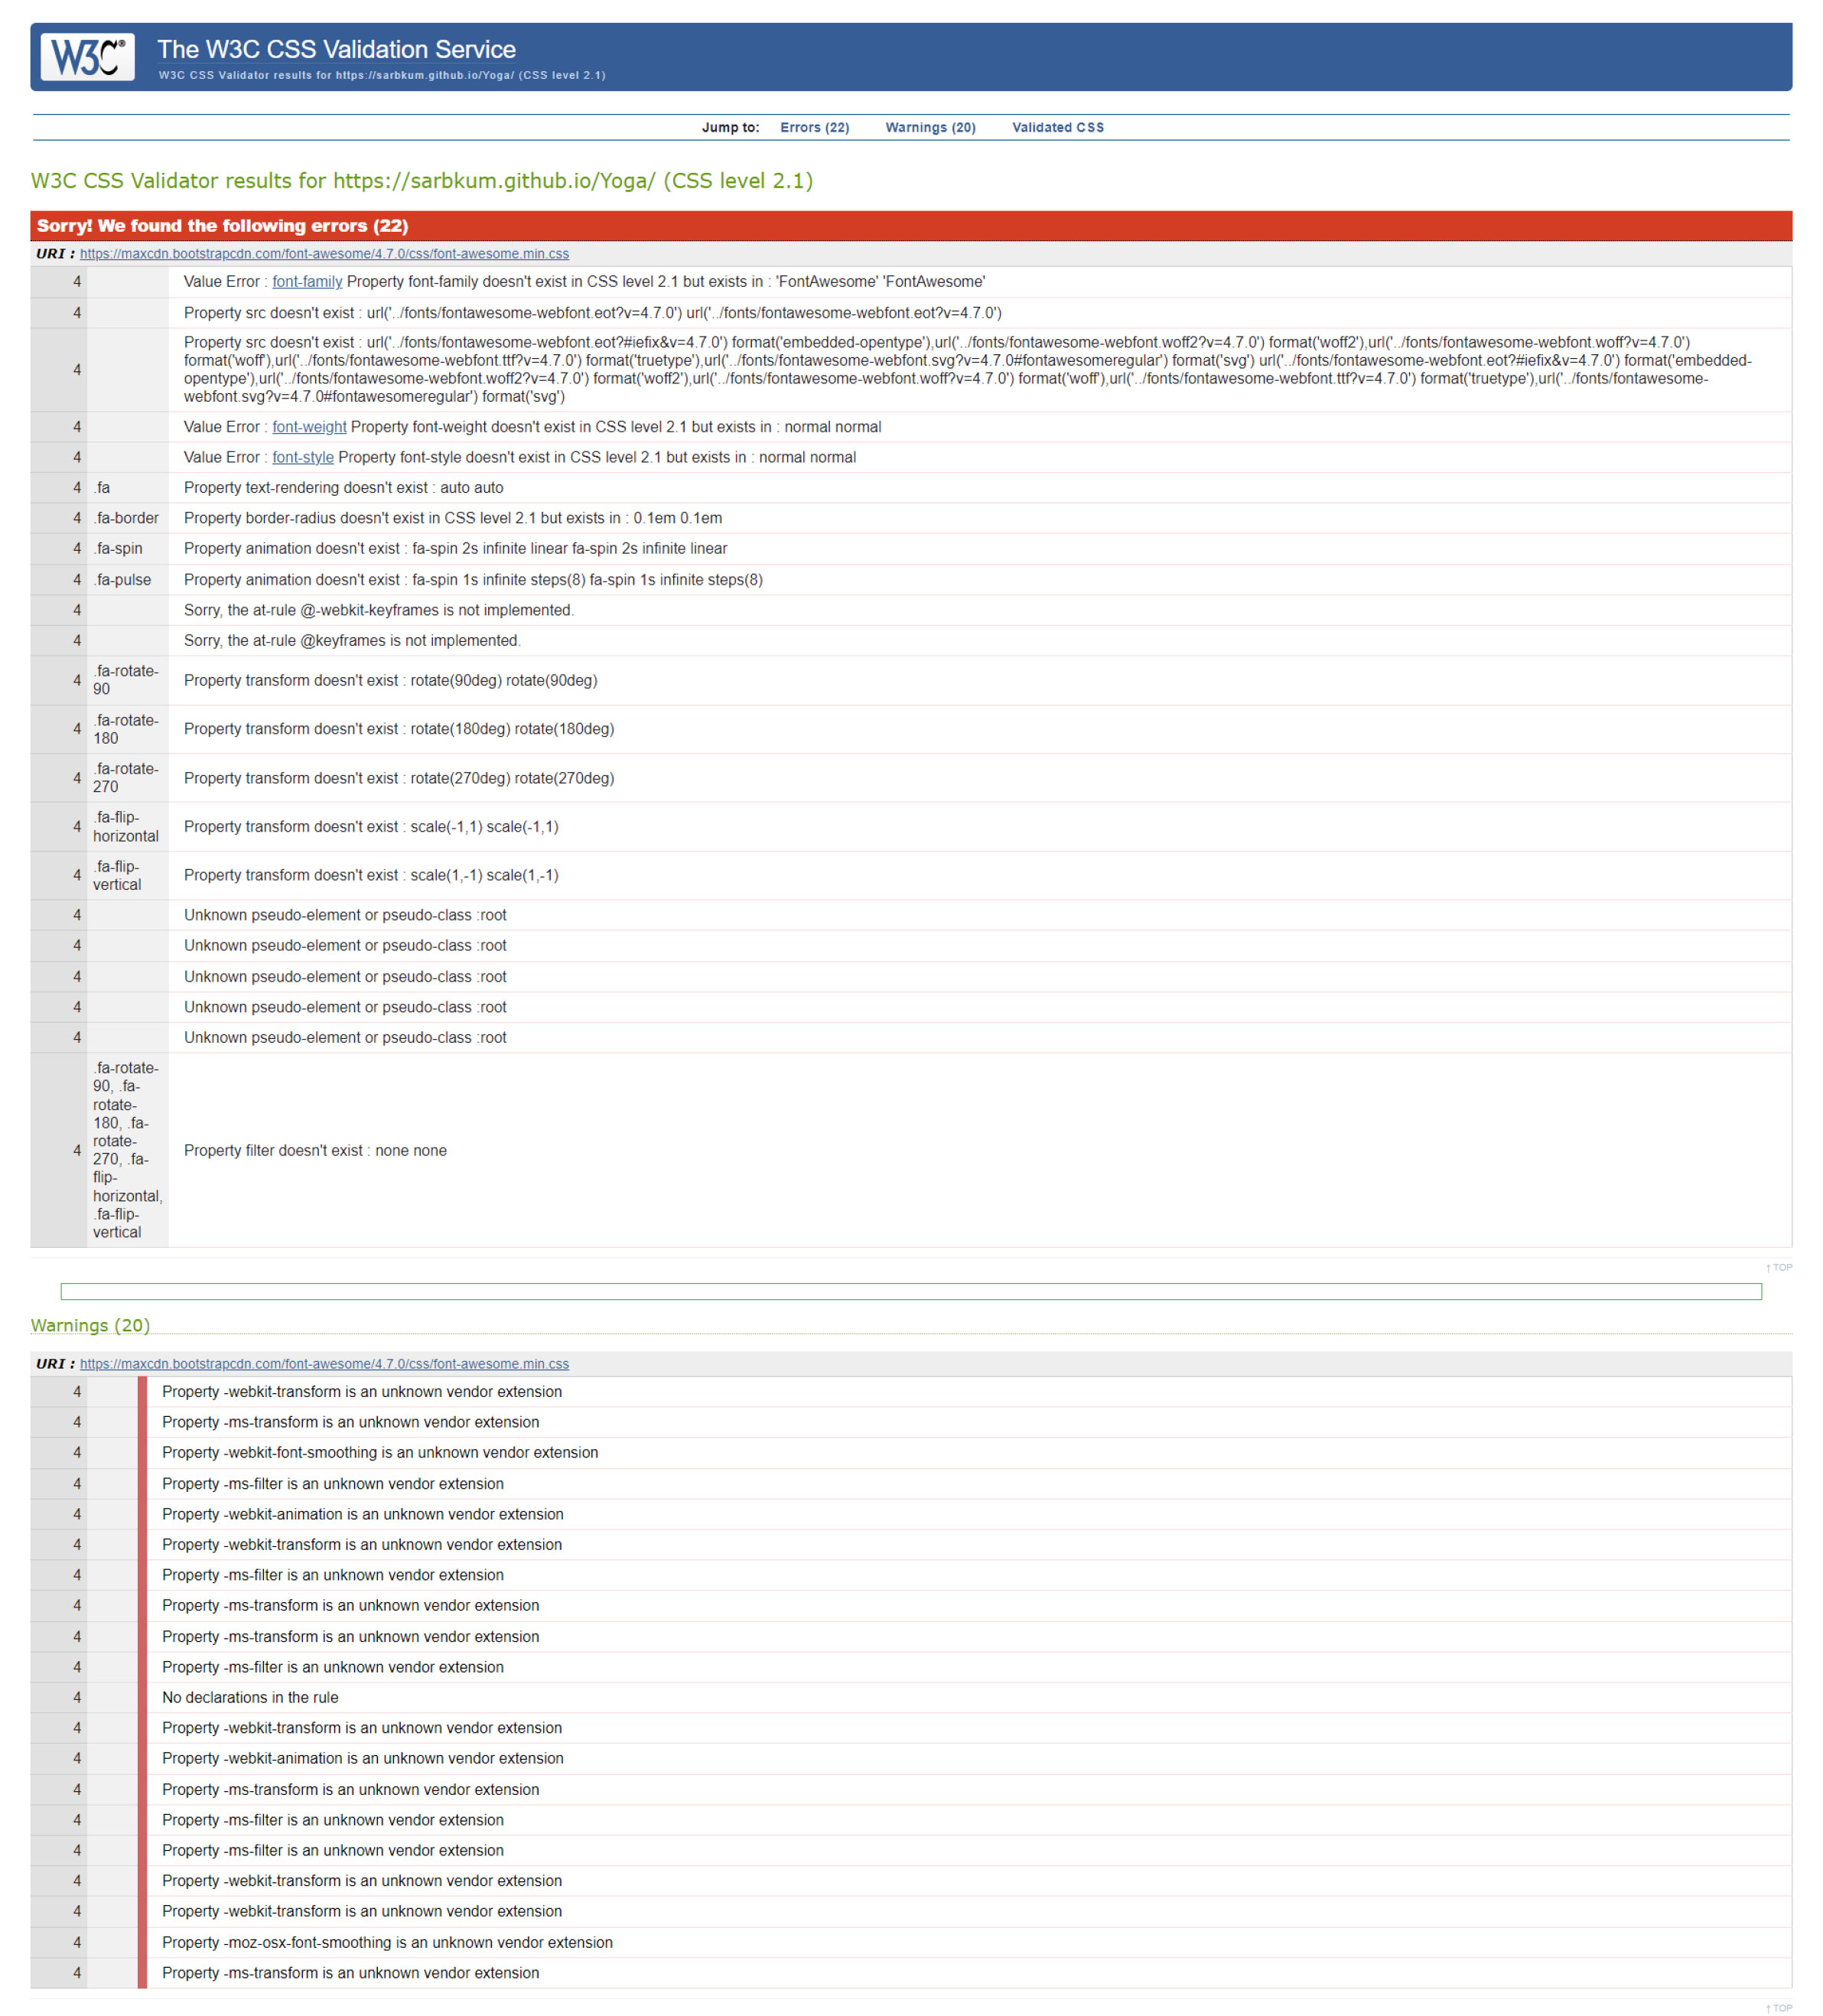 W3C®
The W3C CSS Validation Service
W3C CSS Validator results for https://sarbkum.github.io/Yoga/ (CSS level 2.1)
Jump to: Errors (22) Warnings (20) Validated CSS
W3C CSS Validator results for https://sarbkum.github.io/Yoga/ (CSS level 2.1)
Sorry! We found the following errors (22)
URI : https://maxcdn.bootstrapcdn.com/font-awesome/4.7.0/css/font-awesome.min.css
4 Value Error : font-family Property font-family doesn't exist in CSS level 2.1 but exists in : 'FontAwesome' 'FontAwesome'
4 Property src doesn't exist : url('../fonts/fontawesome-webfont.eot?v=4.7.0') url('../fonts/fontawesome-webfont.eot?v=4.7.0')
4 Property src doesn't exist : url('../fonts/fontawesome-webfont.eot?#iefix&v=4.7.0') format('embedded-opentype'),url('../fonts/fontawesome-webfont.woff2?v=4.7.0') format('woff2'),url('../fonts/fontawesome-webfont.woff?v=4.7.0')
format('woff'),url('../fonts/fontawesome-webfont.ttf?v=4.7.0') format('truetype'),url('../fonts/fontawesome-webfont.svg?v=4.7.0#fontawesomeregular') format('svg') url('../fonts/fontawesome-webfont.eot?#iefix&v=4.7.0') format('embedded-
opentype'),url('../fonts/fontawesome-webfont.woff2?v=4.7.0') format('woff2'),url('../fonts/fontawesome-webfont.woff?v=4.7.0') format('woff'),url('../fonts/fontawesome-webfont.ttf?v=4.7.0') format('truetype'),url('../fonts/fontawesome-
webfont.svg?v=4.7.0#fontawesomeregular') format('svg')
4 Value Error : font-weight Property font-weight doesn't exist in CSS level 2.1 but exists in : normal normal
4 Value Error : font-style Property font-style doesn't exist in CSS level 2.1 but exists in : normal normal
4 .fa Property text-rendering doesn't exist : auto auto
4 .fa-border Property border-radius doesn't exist in CSS level 2.1 but exists in : 0.1em 0.1em
4 .fa-spin Property animation doesn't exist : fa-spin 2s infinite linear fa-spin 2s infinite linear
4 .fa-pulse Property animation doesn't exist : fa-spin 1s infinite steps(8) fa-spin 1s infinite steps(8)
4 Sorry, the at-rule @-webkit-keyframes is not implemented.
4 Sorry, the at-rule @keyframes is not implemented.
.fa-rotate-
90
4 Property transform doesn't exist : rotate(90deg) rotate(90deg)
.fa-rotate-
180
4 Property transform doesn't exist : rotate(180deg) rotate(180deg)
.fa-rotate-
270
4 Property transform doesn't exist : rotate(270deg) rotate(270deg)
.fa-flip-
horizontal
4 Property transform doesn't exist : scale(-1,1) scale(-1,1)
.fa-flip-
vertical
4 Property transform doesn't exist : scale(1,-1) scale(1,-1)
4 Unknown pseudo-element or pseudo-class :root
4 Unknown pseudo-element or pseudo-class :root
4 Unknown pseudo-element or pseudo-class :root
4 Unknown pseudo-element or pseudo-class :root
4 Unknown pseudo-element or pseudo-class :root
.fa-rotate-
90, .fa-
rotate-
180, .fa-
rotate-
270, .fa-
flip-
horizontal,
.fa-flip-
vertical
4 Property filter doesn't exist : none none
↑ TOP
Warnings (20)
URI : https://maxcdn.bootstrapcdn.com/font-awesome/4.7.0/css/font-awesome.min.css
4 Property -webkit-transform is an unknown vendor extension
4 Property -ms-transform is an unknown vendor extension
4 Property -webkit-font-smoothing is an unknown vendor extension
4 Property -ms-filter is an unknown vendor extension
4 Property -webkit-animation is an unknown vendor extension
4 Property -webkit-transform is an unknown vendor extension
4 Property -ms-filter is an unknown vendor extension
4 Property -ms-transform is an unknown vendor extension
4 Property -ms-transform is an unknown vendor extension
4 Property -ms-filter is an unknown vendor extension
4 No declarations in the rule
4 Property -webkit-transform is an unknown vendor extension
4 Property -webkit-animation is an unknown vendor extension
4 Property -ms-transform is an unknown vendor extension
4 Property -ms-filter is an unknown vendor extension
4 Property -ms-filter is an unknown vendor extension
4 Property -webkit-transform is an unknown vendor extension
4 Property -webkit-transform is an unknown vendor extension
4 Property -moz-osx-font-smoothing is an unknown vendor extension
4 Property -ms-transform is an unknown vendor extension
↑ TOP